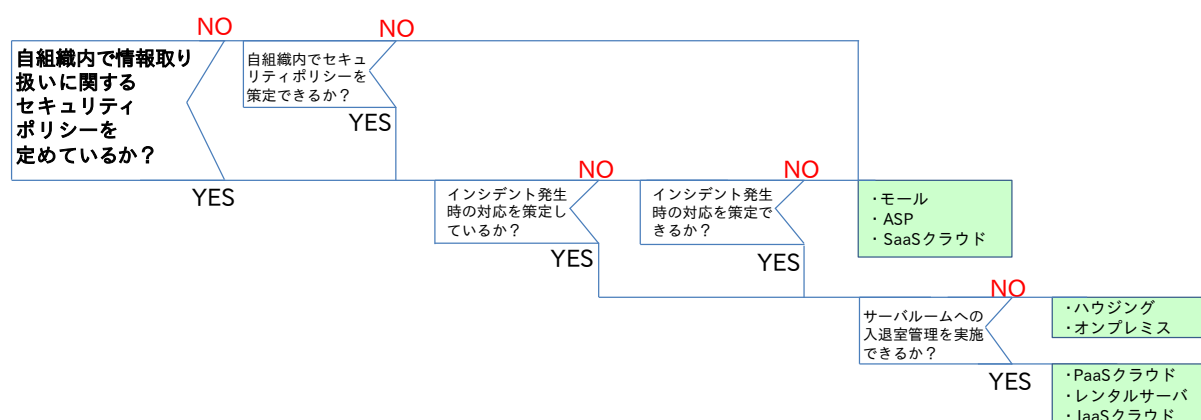 NO
自組織内で情報取り
扱いに関する
セキュリティ
ポリシーを
定めているか？
YES
NO
自組織内でセキュ
リティポリシーを
策定できるか？
YES
NO
インシデント発生
時の対応を策定し
ているか？
YES
NO
インシデント発生
時の対応を策定で
きるか？
YES
・モール
・ASP
・SaaSクラウド
NO
サーバルームへの
入退室管理を実施
できるか？
YES
・ハウジング
・オンプレミス
・PaaSクラウド
・レンタルサーバ
・IaaSクラウド